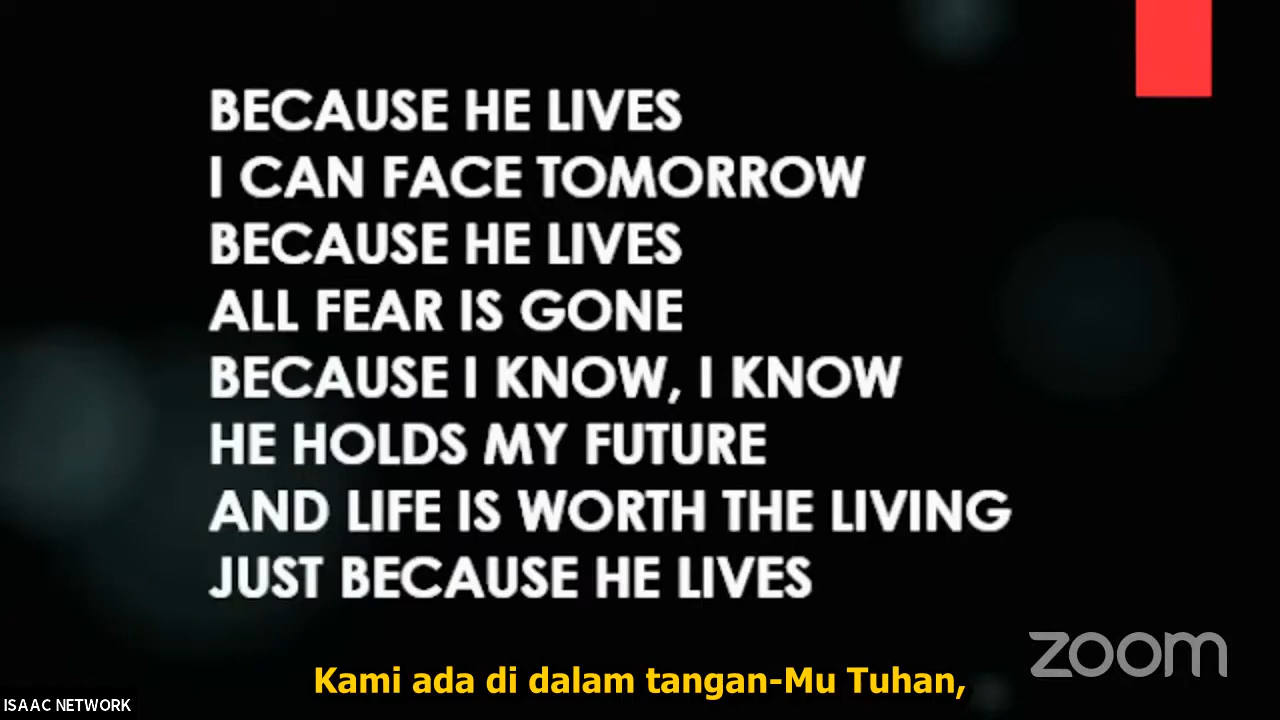 BECAUSE HE LIVES
I CAN FACE TOMORROW
BECAUSE HE LIVES
ALL FEAR IS GONE
BECAUSE I KNOW, I KNOW
HE HOLDS MY FUTURE
AND LIFE IS WORTH THE LIVING
JUST BECAUSE HE LIVES
zoom
Kami ada di dalam tangan-Mu Tuhan,
ISAAC NETWORK